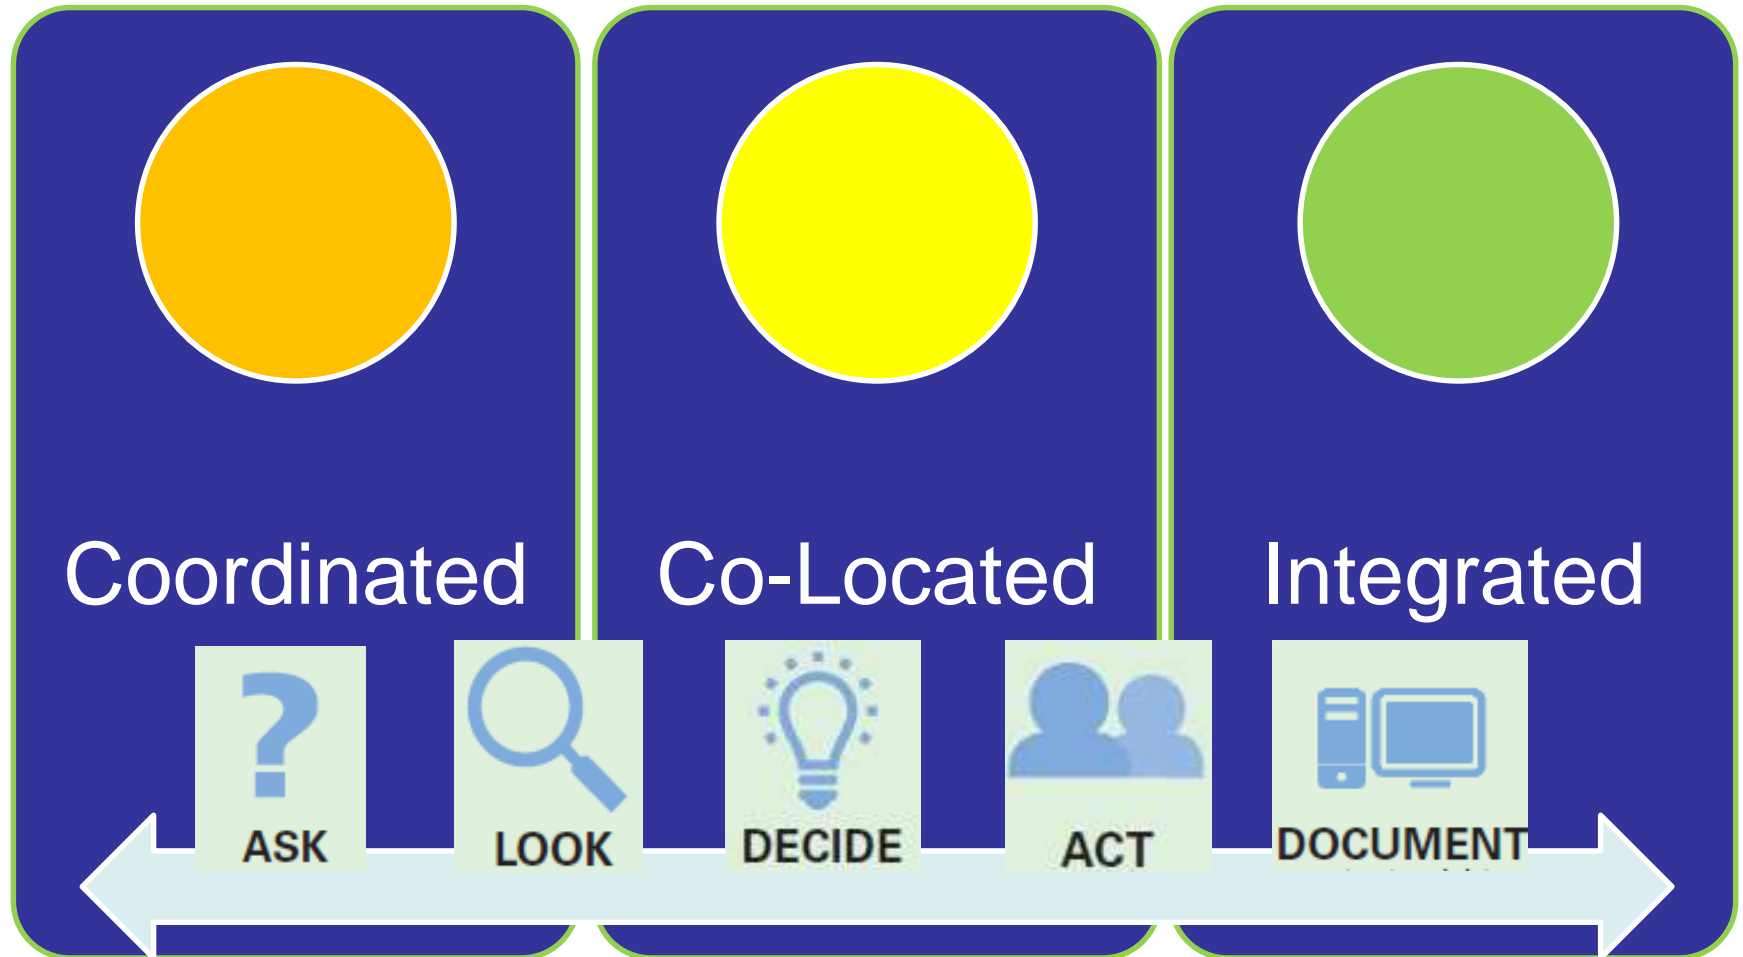 Coordinated
Co-Located
Integrated
ASK
LOOK
DECIDE
ACT
DOCUMENT